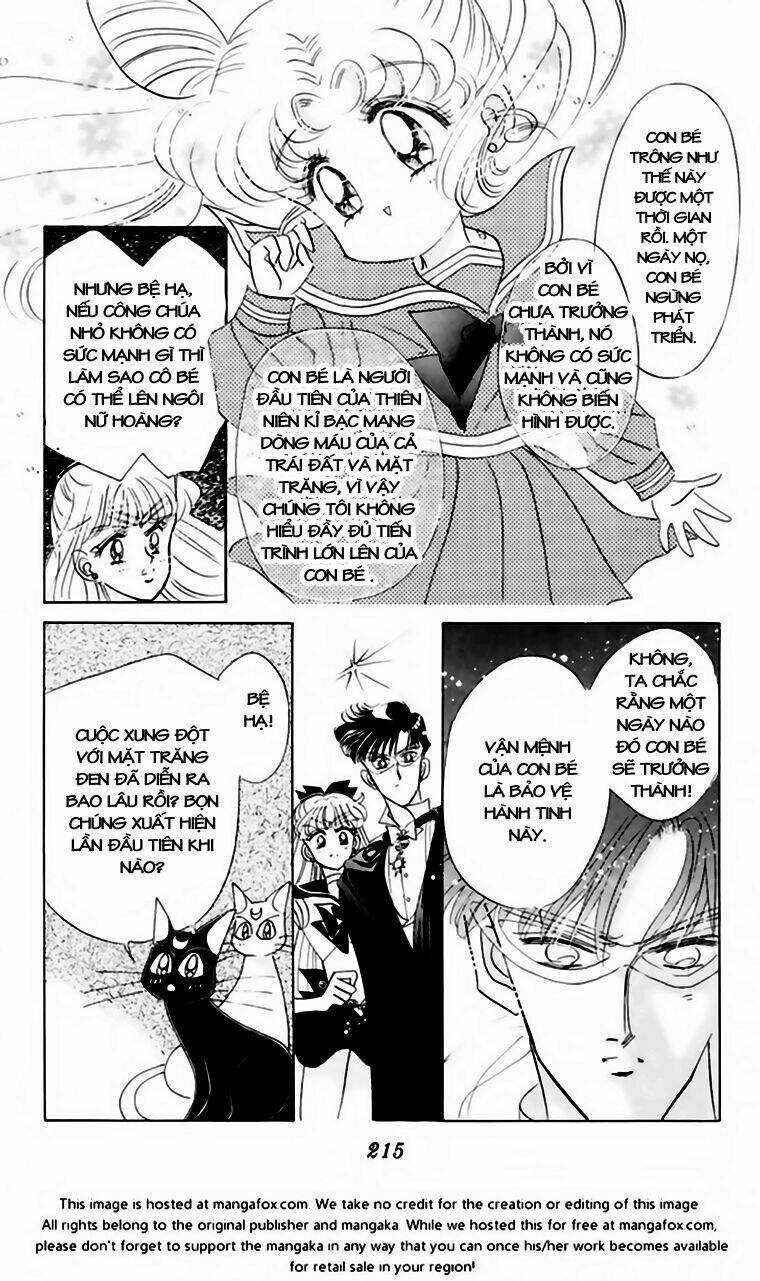 CON BÉ
TRÔNG NHƯ
THẾ NÀY
ĐƯỢC MỘT
THỜI GIAN
RỒI. MỘT
NGÀY NỌ,
CON BÉ
NGỪNG
PHÁT
TRIỂN.
BỞI VÌ
CON BÉ
CHƯA TRƯỞNG
THÀNH, NÓ
KHÔNG CÓ SỨC
MẠNH VÀ CŨNG
KHÔNG BIẾN
HÌNH ĐƯỢC.
CON BÉ LÀ NGƯỜI
ĐẦU TIÊN CỦA THIÊN
NIÊN KỈ BẠC MANG
DÒNG MÁU CỦA CẢ
TRÁI ĐẤT VÀ MẶT
TRĂNG, VÌ VẬY
CHÚNG TÔI KHÔNG
HIỂU ĐẦY ĐỦ TIẾN
TRÌNH LỚN LÊN CỦA
CON BÉ .
NHƯNG BỆ HẠ,
NẾU CÔNG CHÚA
NHỎ KHÔNG CÓ
SỨC MẠNH GÌ THÌ
LÀM SAO CÔ BÉ
CÓ THỂ LÊN NGÔI
NỮ HOÀNG?
KHÔNG,
TA CHẮC
RẰNG MỘT
NGÀY NÀO
ĐÓ CON BÉ
SẼ TRƯỞNG
THÀNH!
VẬN MỆNH
CỦA CON BÉ
LÀ BẢO VỆ
HÀNH TINH
NÀY.
BỆ
HẠ!
CUỘC XUNG ĐỘT
VỚI MẶT TRĂNG
ĐEN ĐÃ DIỄN RA
BAO LÂU RỒI? BỌN
CHÚNG XUẤT HIỆN
LẦN ĐẦU TIÊN KHI
NÀO?
215
This image is hosted at mangafox.com. We take no credit for the creation or editing of this image
All rights belong to the original publisher and mangaka. While we hosted this for free at mangafox.com,
please don't forget to support the mangaka in any way that you can once his/her work becomes available
for retail sale in your region!